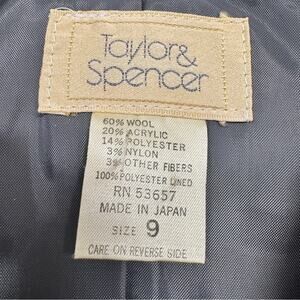 Taylor&
Spencer
60% WOOL
20% ACRYLIC
14% POLYESTER
3% NYLON
3% OTHER FIBERS
100% POLYESTER LINED
RN 53657
MADE IN JAPAN
SIZE 9
CARE ON REVERSE SIDE